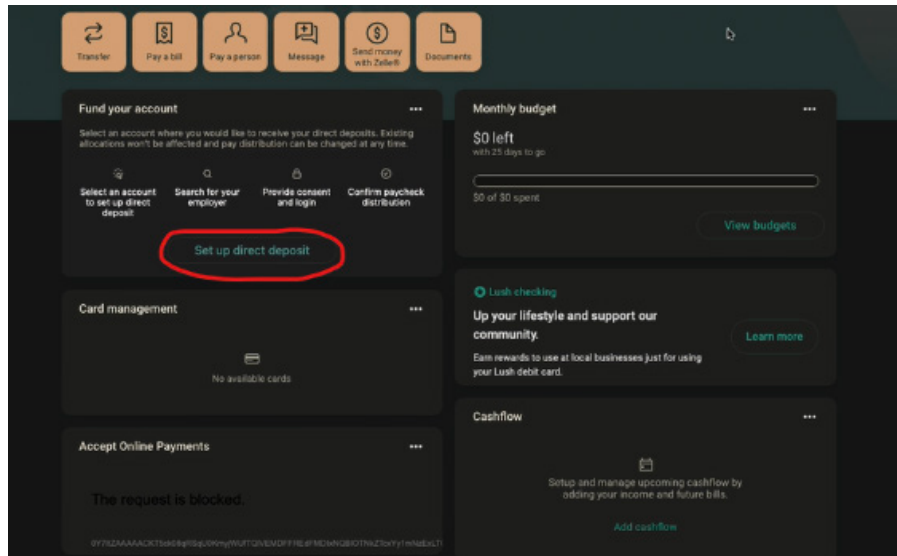 Transfer
Pay a bill
Pay a person
Message
Send money
with Zelle®
Documents
Fund your account
Select an account where you would like to receive your direct deposits. Existing
allocations won't be affected and pay distribution can be changed at any time.
Select an account
to set up direct
deposit
Search for your
employer
Provide consent
and login
Confirm paycheck
distribution
Set up direct deposit
Card management
No available cards
Accept Online Payments
The request is blocked.
Monthly budget
$0 left
with 25 days to go
$0 of $0 spent
View budgets
Lush checking
Up your lifestyle and support our
community.
Earn rewards to use at local businesses just for using
your Lush debit card.
Learn more
Cashflow
Setup and manage upcoming cashflow by
adding your income and future bills.
Add cashflow